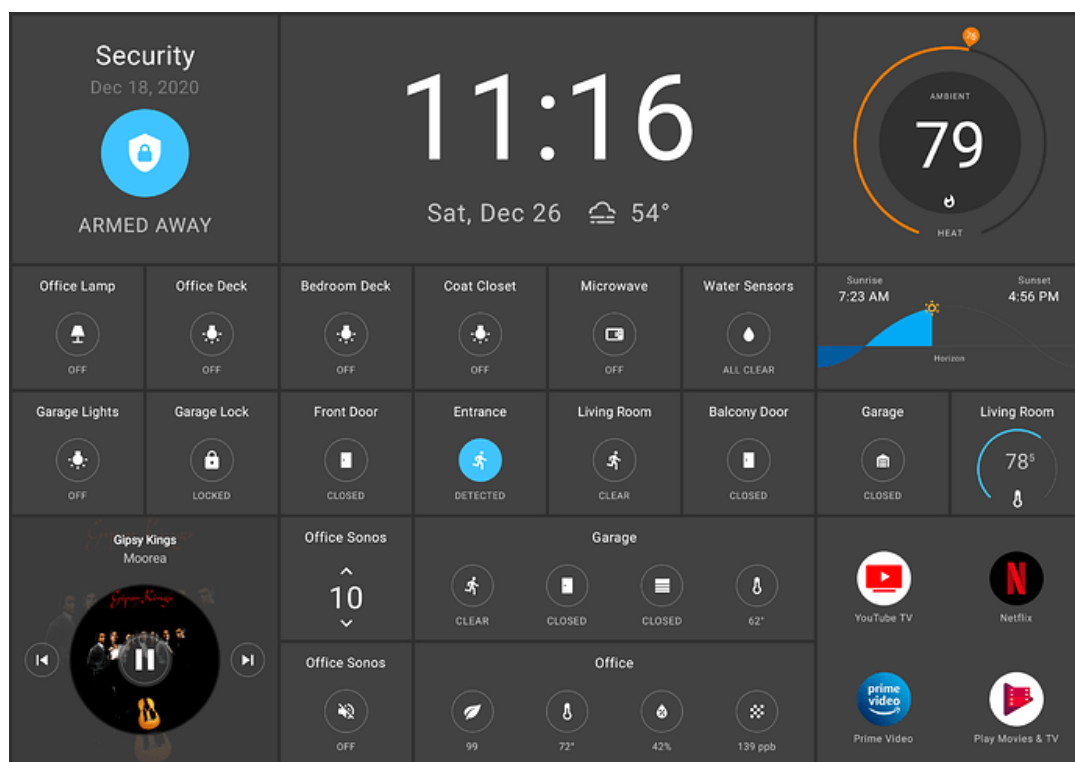 Security
Dec 18, 2020
ARMED AWAY
11:16
Sat, Dec 26 54°
76
AMBIENT
79
HEAT
Office Lamp
OFF
Office Deck
OFF
Bedroom Deck
OFF
Coat Closet
OFF
Microwave
OFF
Water Sensors
ALL CLEAR
Sunrise
7:23 AM
Sunset
4:56 PM
Horizon
Garage Lights
OFF
Garage Lock
LOCKED
Front Door
CLOSED
Entrance
DETECTED
Living Room
CLEAR
Balcony Door
CLOSED
Garage
CLOSED
Living Room
78⁵
Gipsy Kings
Moorea
Gipsy Kings
Office Sonos
10
Garage
CLEAR
CLOSED
CLOSED
62°
Office Sonos
OFF
Office
99
72°
42%
139 ppb
YouTube TV
N
Netflix
prime
video
Prime Video
Play Movies & TV